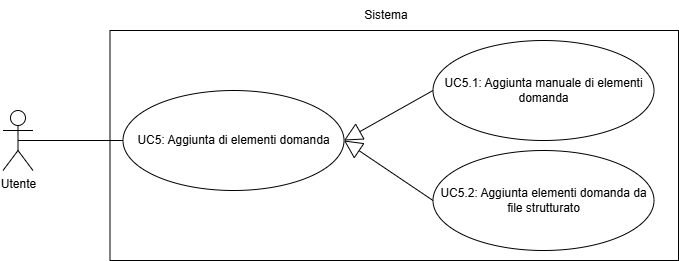 Sistema
UC5.1: Aggiunta manuale di elementi
domanda
UC5: Aggiunta di elementi domanda
UC5.2: Aggiunta elementi domanda da
file strutturato
Utente